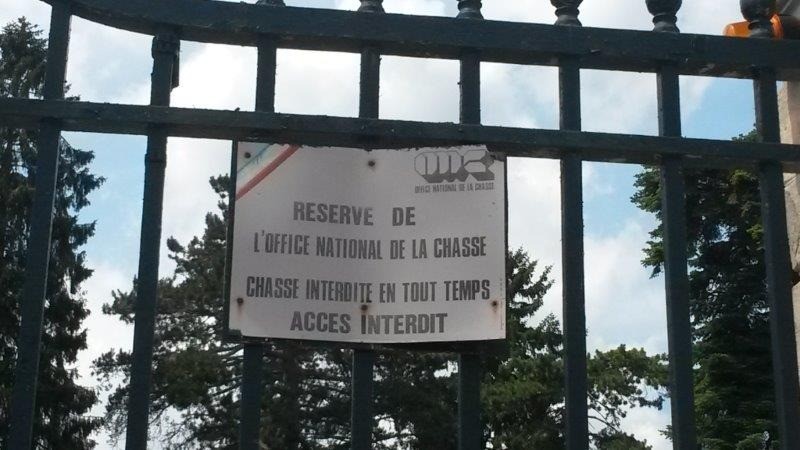 OFFICE NATIONAL DE LA CHASSE
RESERVE DE
L'OFFICE NATIONAL DE LA CHASSE
CHASSE INTERDITE EN TOUT TEMPS
ACCES INTERDIT